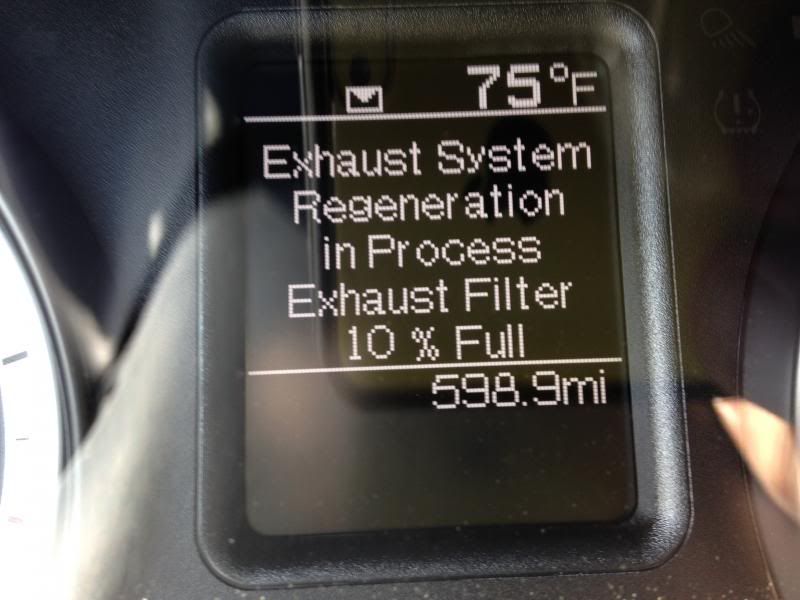 75°F
Exhaust System
Regeneration
in Process
Exhaust Filter
10 % Full
598.9mi